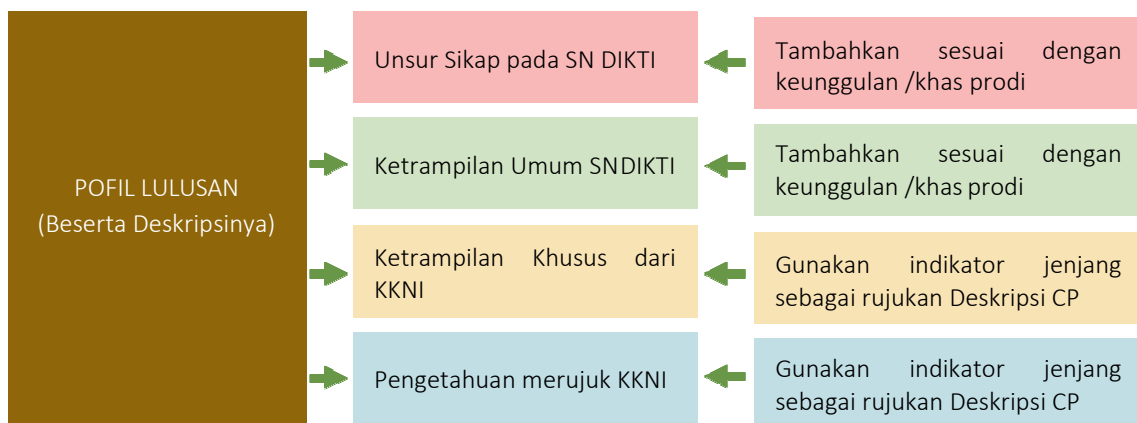 POFIL LULUSAN
(Beserta Deskripsinya)
Unsur Sikap pada SN DIKTI
Tambahkan sesuai dengan
keunggulan /khas prodi
Ketrampilan Umum SNDIKTI
Tambahkan sesuai dengan
keunggulan /khas prodi
Ketrampilan Khusus dari
KKNI
Gunakan indikator jenjang
sebagai rujukan Deskripsi CP
Pengetahuan merujuk KKNI
Gunakan indikator jenjang
sebagai rujukan Deskripsi CP